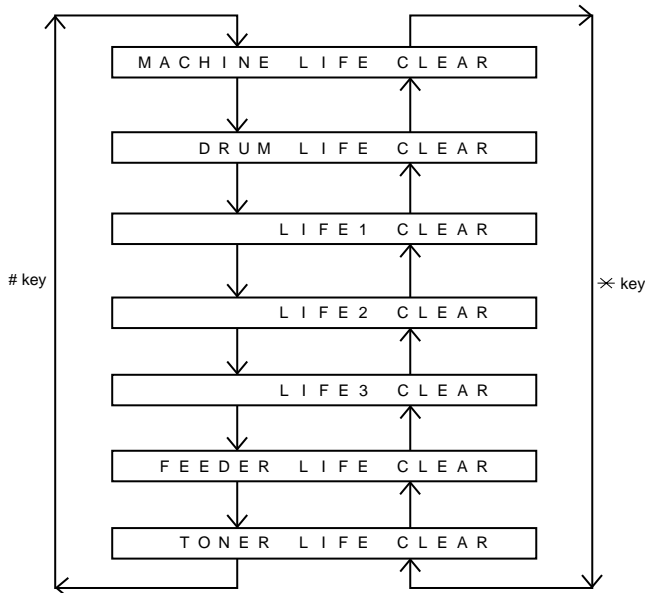 MACHINE LIFE CLEAR
DRUM LIFE CLEAR
LIFE1 CLEAR
# key
✳ key
LIFE2 CLEAR
LIFE3 CLEAR
FEEDER LIFE CLEAR
TONER LIFE CLEAR